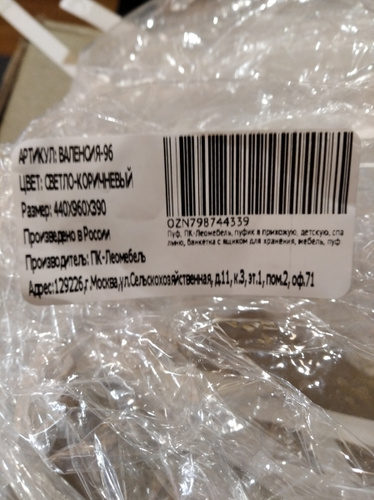 АРТИКУЛ: ВАЛЕНСИЯ-96
ЦВЕТ: СВЕТЛО-КОРИЧНЕВЫЙ
Размер: 440X960X390
Произведено в России
Производитель: ПК-Леомебель
Адрес:129226,г.Москва,ул.Сельскохозяйственная, д.11, к.3, эт.1, пом.2, оф.71
OZN798744339
Пуф, ПК-Леомебель, пуфик в прихожую, детскую, спа
льню, банкетка с ящиком для хранения, мебель, пуф